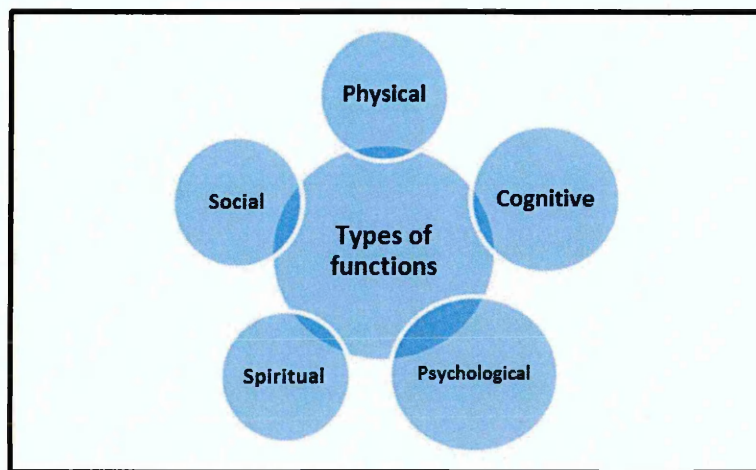 Physical
Cognitive
Social
Types of
functions
Spiritual
Psychological